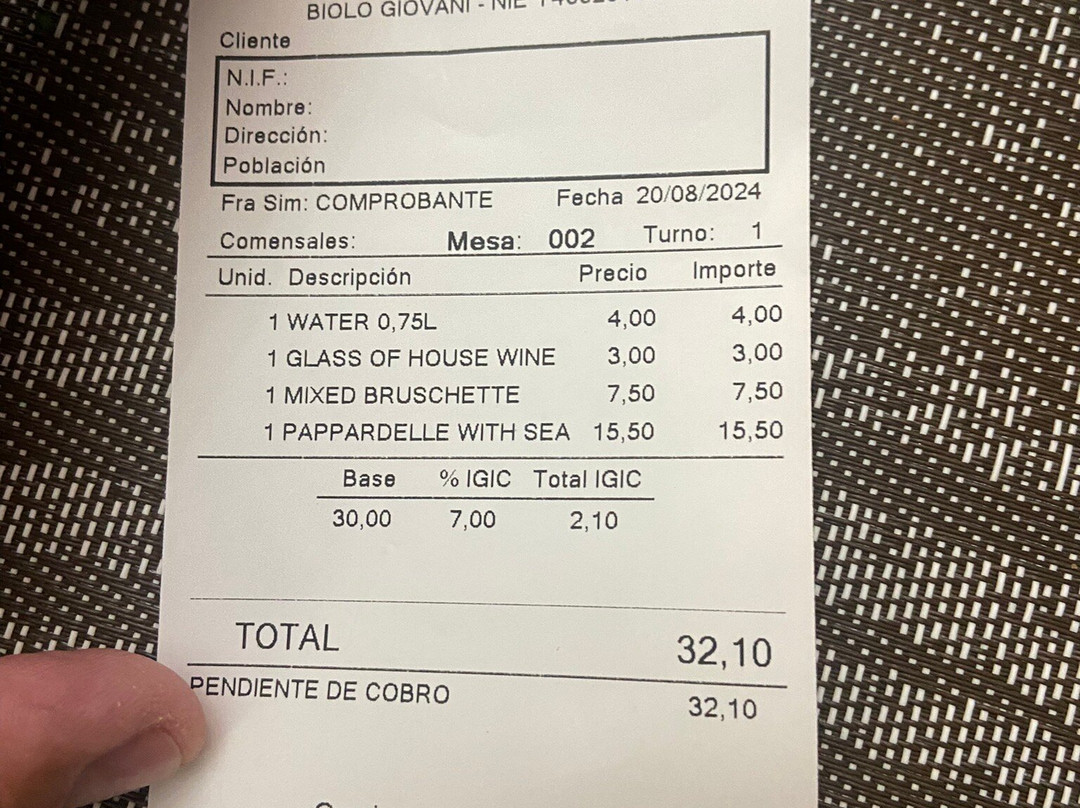 BIOLO GIOVANI - NIE
Cliente
N.I.F.:
Nombre:
Dirección:
Población
Fra Sim: COMPROBANTE Fecha 20/08/2024
Comensales: Mesa: 002 Turno: 1
Unid. Descripción Precio Importe
1 WATER 0,75L 4,00 4,00
1 GLASS OF HOUSE WINE 3,00 3,00
1 MIXED BRUSCHETTE 7,50 7,50
1 PAPPARDELLE WITH SEA 15,50 15,50
Base % IGIC Total IGIC
30,00 7,00 2,10
TOTAL 32,10
PENDIENTE DE COBRO 32,10